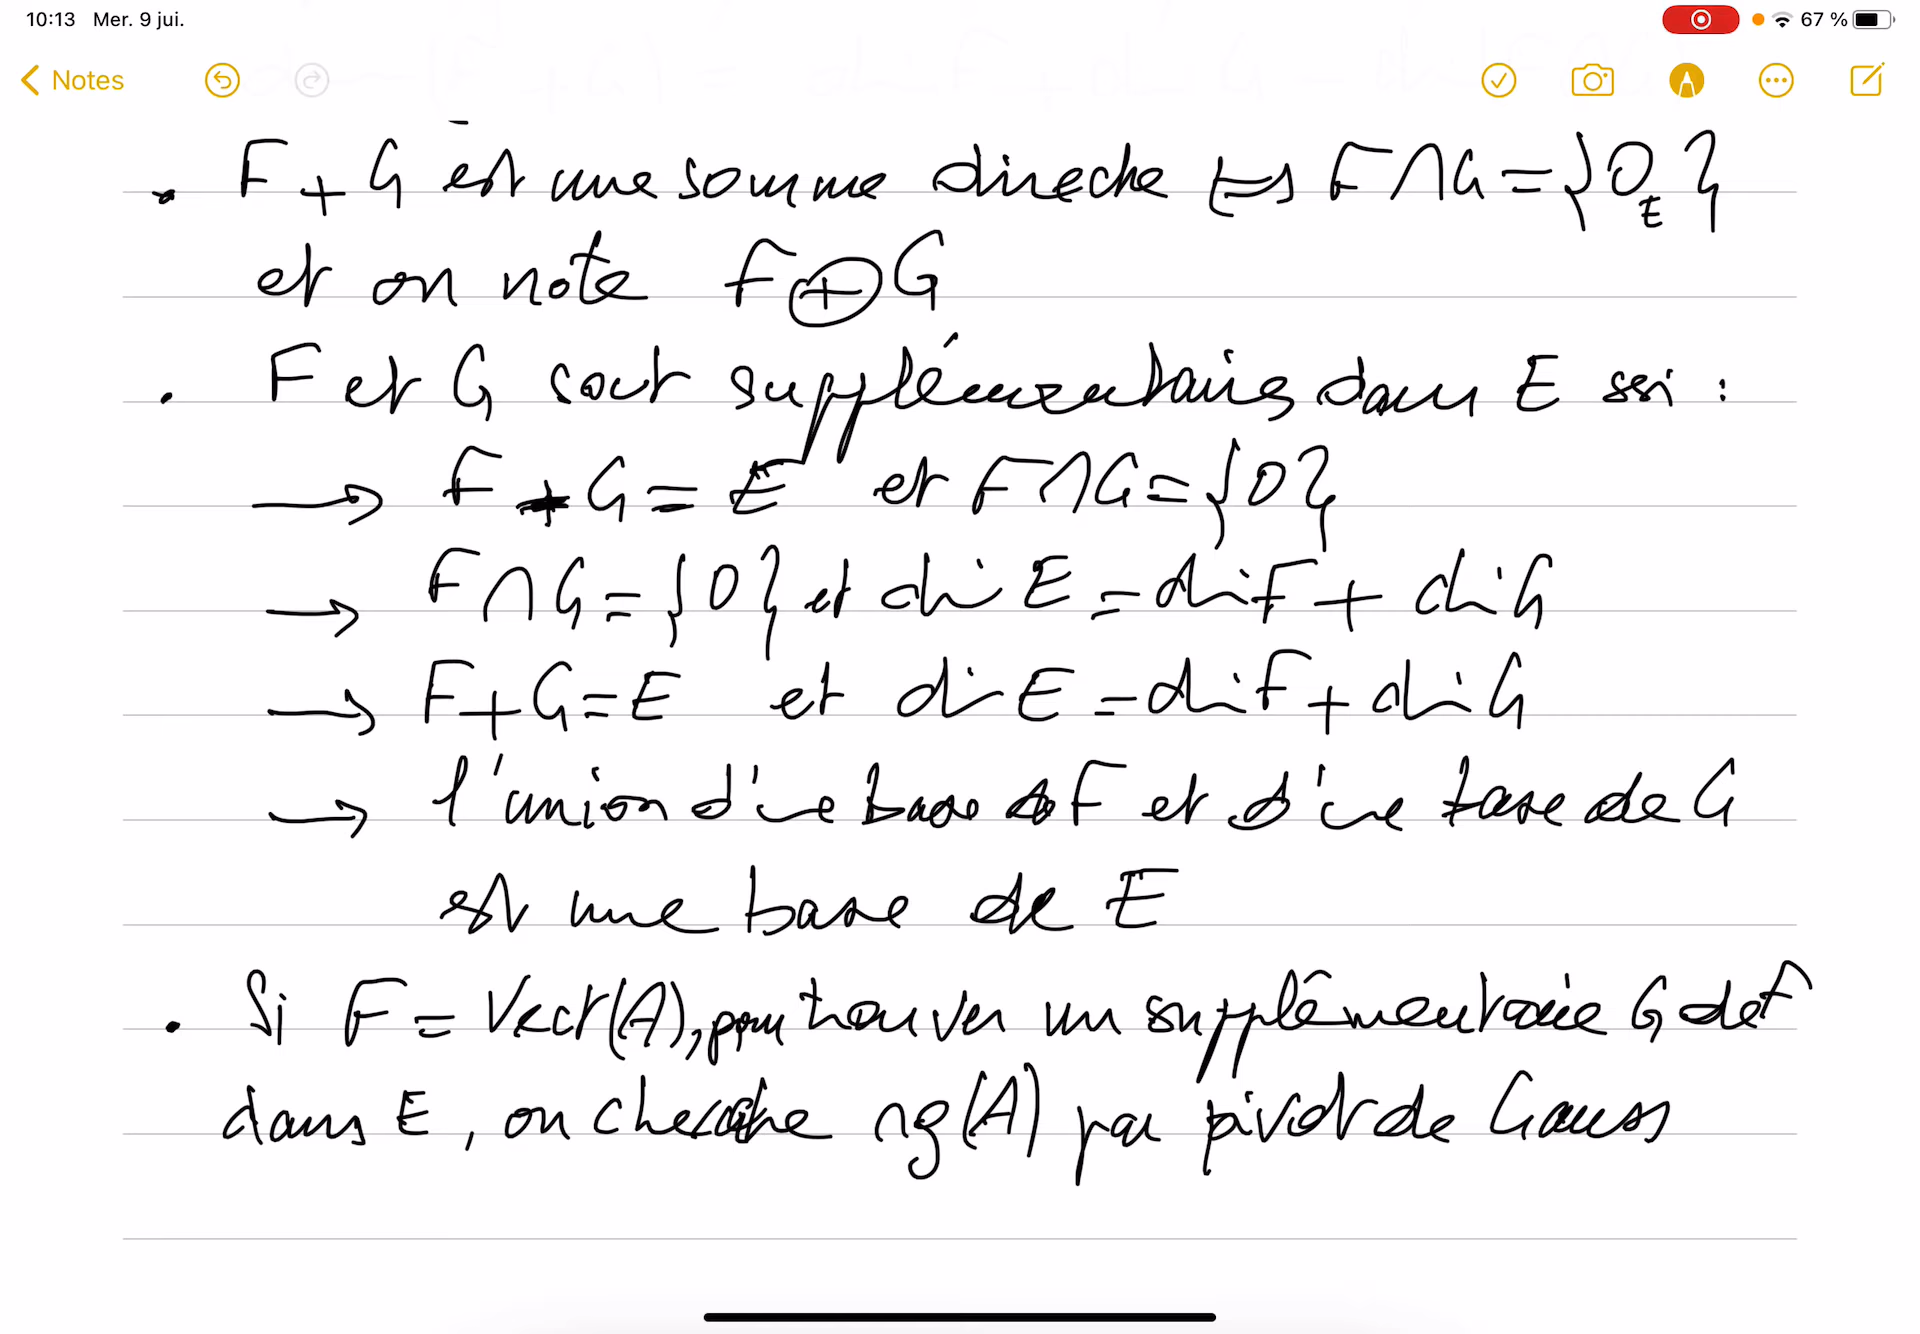 10:13 Mer. 9 jui. 67 %
Notes
. F + G est une somme directe ⟺ F ∩ G = {0_E}
et on note F ⊕ G
. F et G sont supplémentaires dans E ssi :
→ F + G = E et F ∩ G = {0}
→ F ∩ G = {0} et dim E = dim F + dim G
→ F + G = E et dim E = dim F + dim G
→ l'union d'une base de F et d'une base de G
est une base de E
. Si F = Vect(A), pour trouver un supplémentaire G de F
dans E, on cherche rg(A) par pivot de Gauss